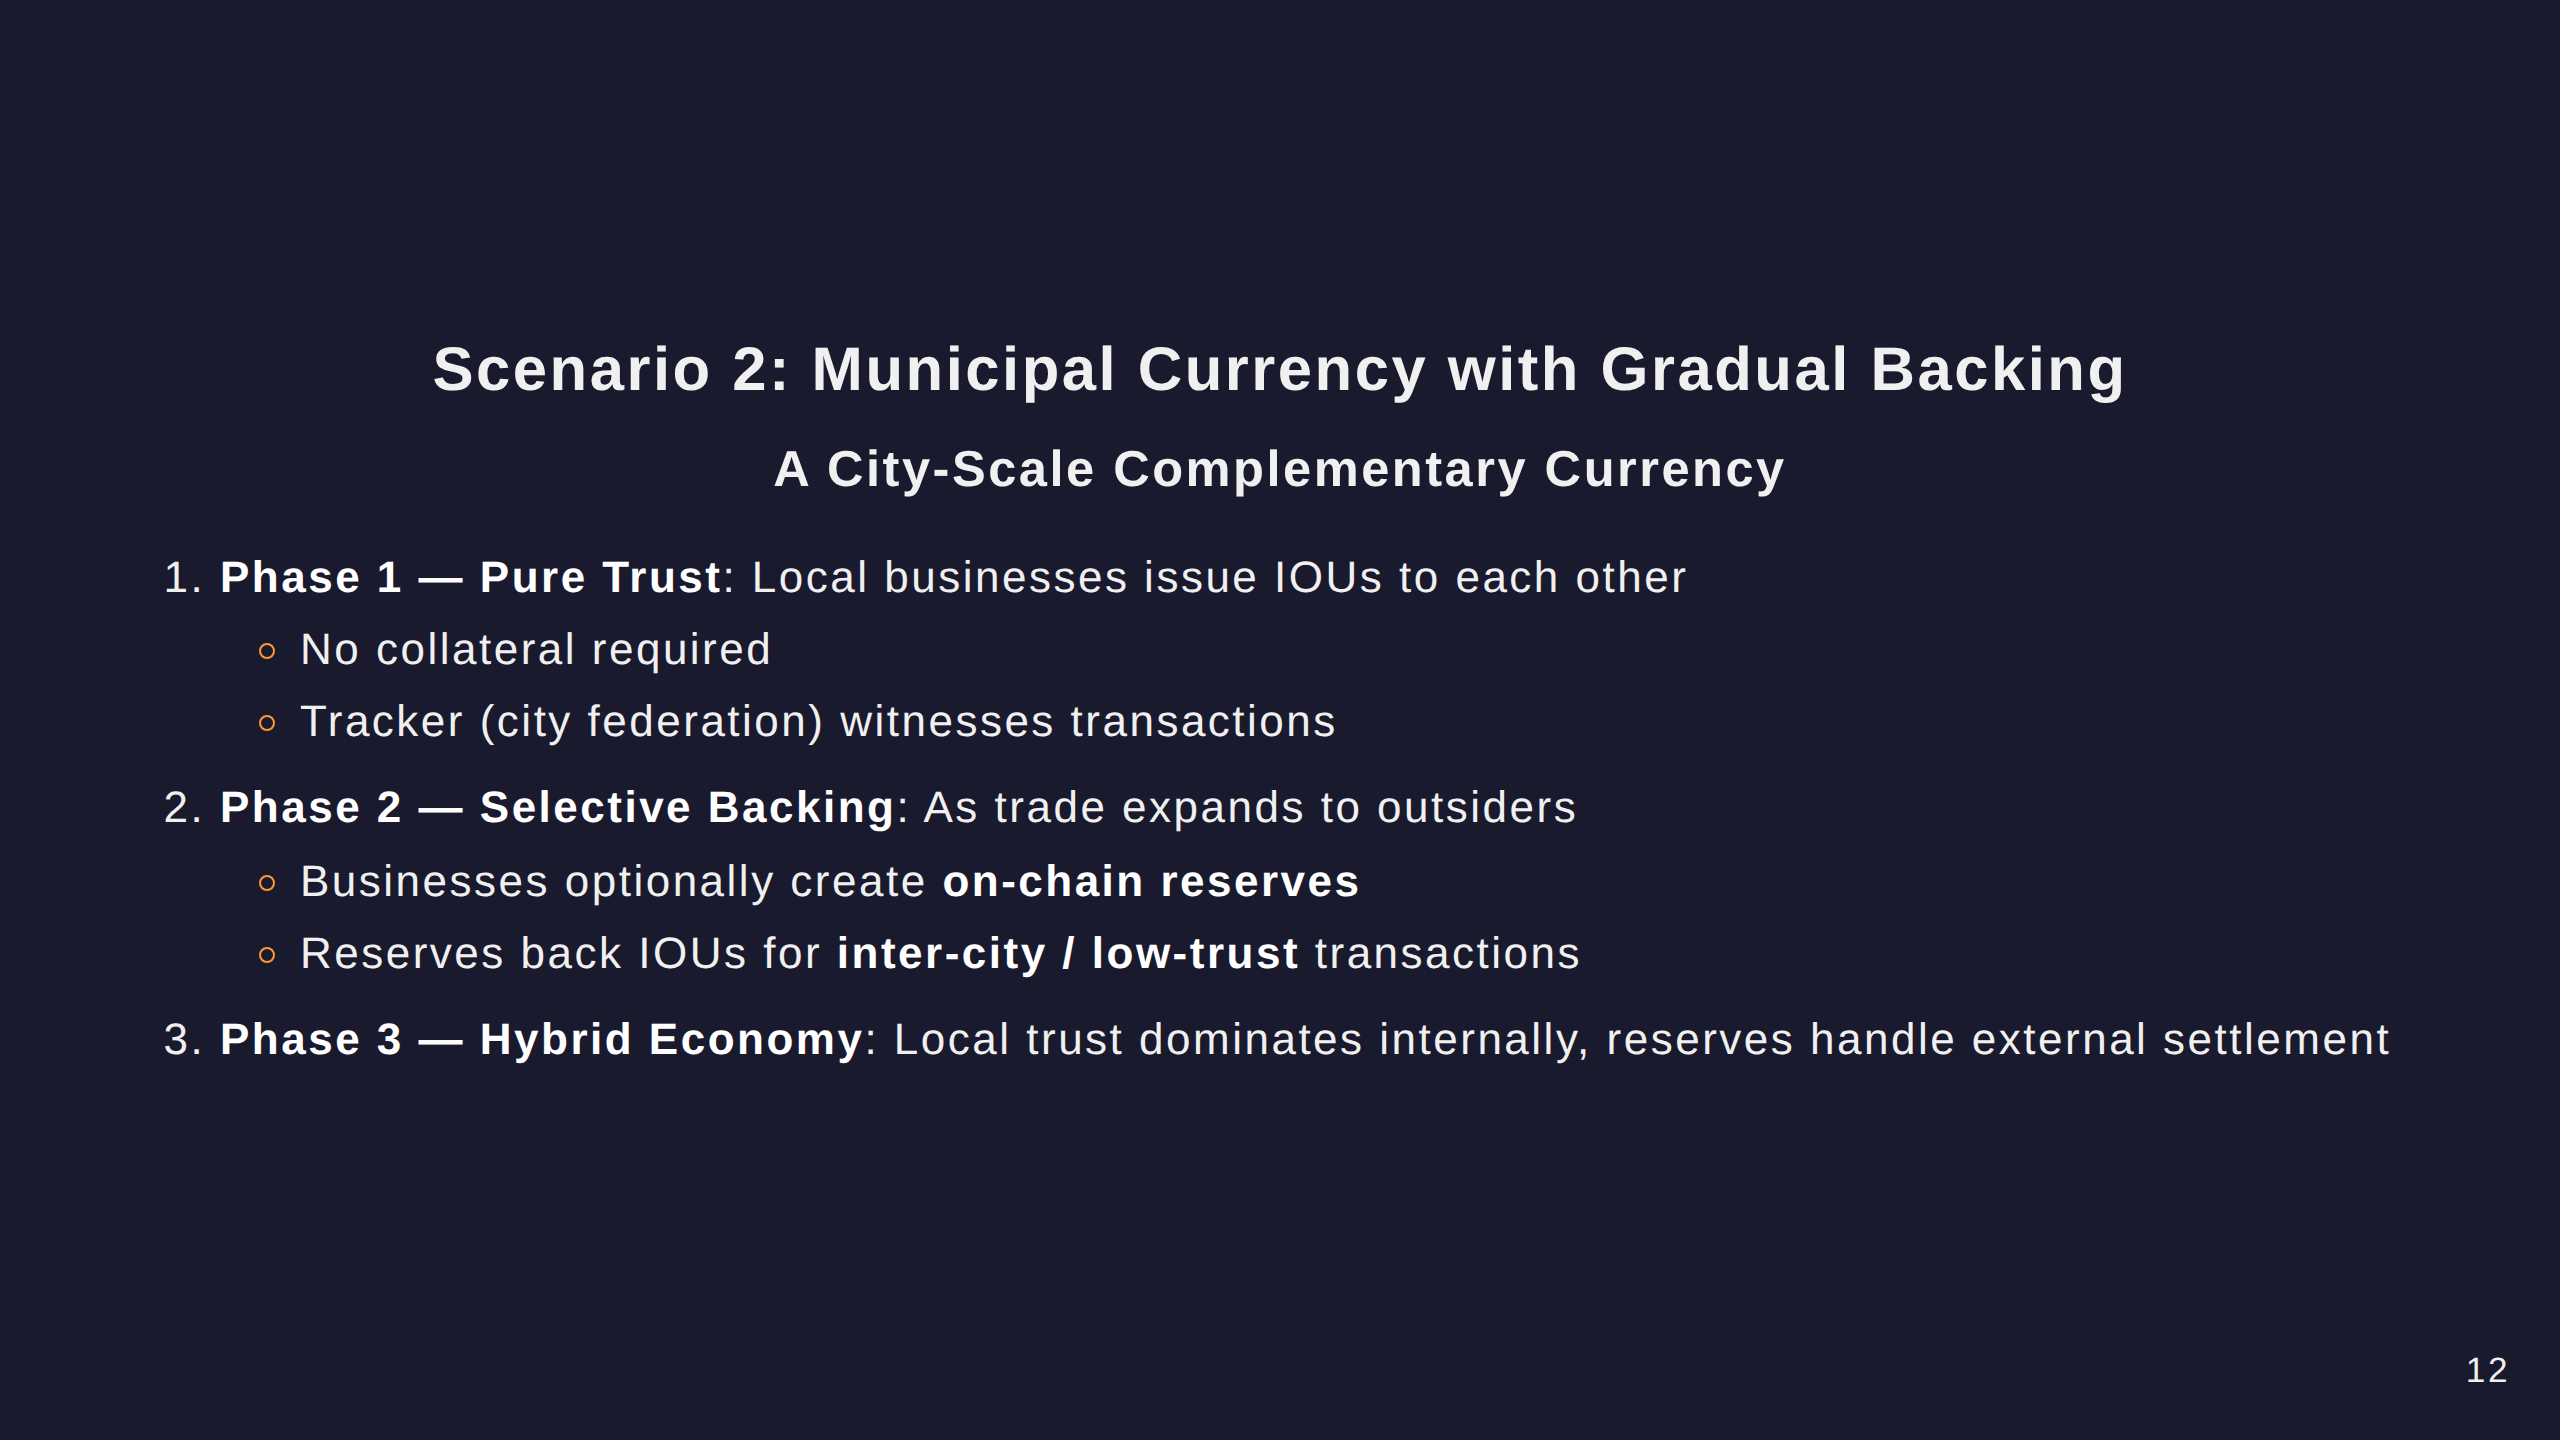 Scenario 2: Municipal Currency with Gradual Backing
A City-Scale Complementary Currency
1. Phase 1 — Pure Trust: Local businesses issue IOUs to each other
No collateral required
Tracker (city federation) witnesses transactions
2. Phase 2 — Selective Backing: As trade expands to outsiders
Businesses optionally create on-chain reserves
Reserves back IOUs for inter-city / low-trust transactions
3. Phase 3 — Hybrid Economy: Local trust dominates internally, reserves handle external settlement
12